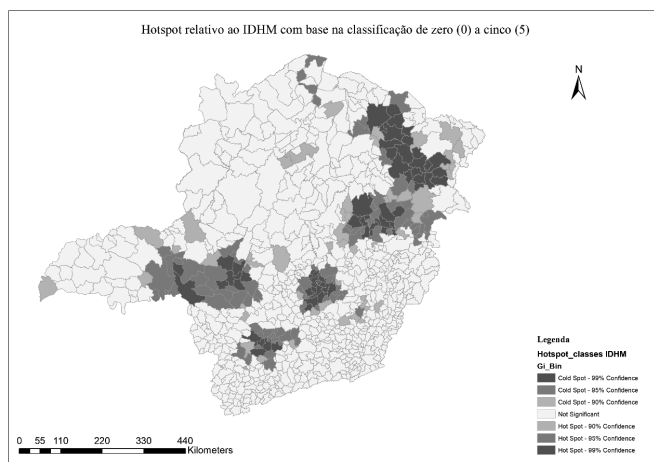 Hotspot relativo ao IDHM com base na classificação de zero (0) a cinco (5)
N
Legenda
Hotspot_classes IDHM
Gi_Bin
Cold Spot - 99% Confidence
Cold Spot - 95% Confidence
Cold Spot - 90% Confidence
Not Significant
Hot Spot - 90% Confidence
Hot Spot - 95% Confidence
Hot Spot - 99% Confidence
0 55 110 220 330 440
Kilometers